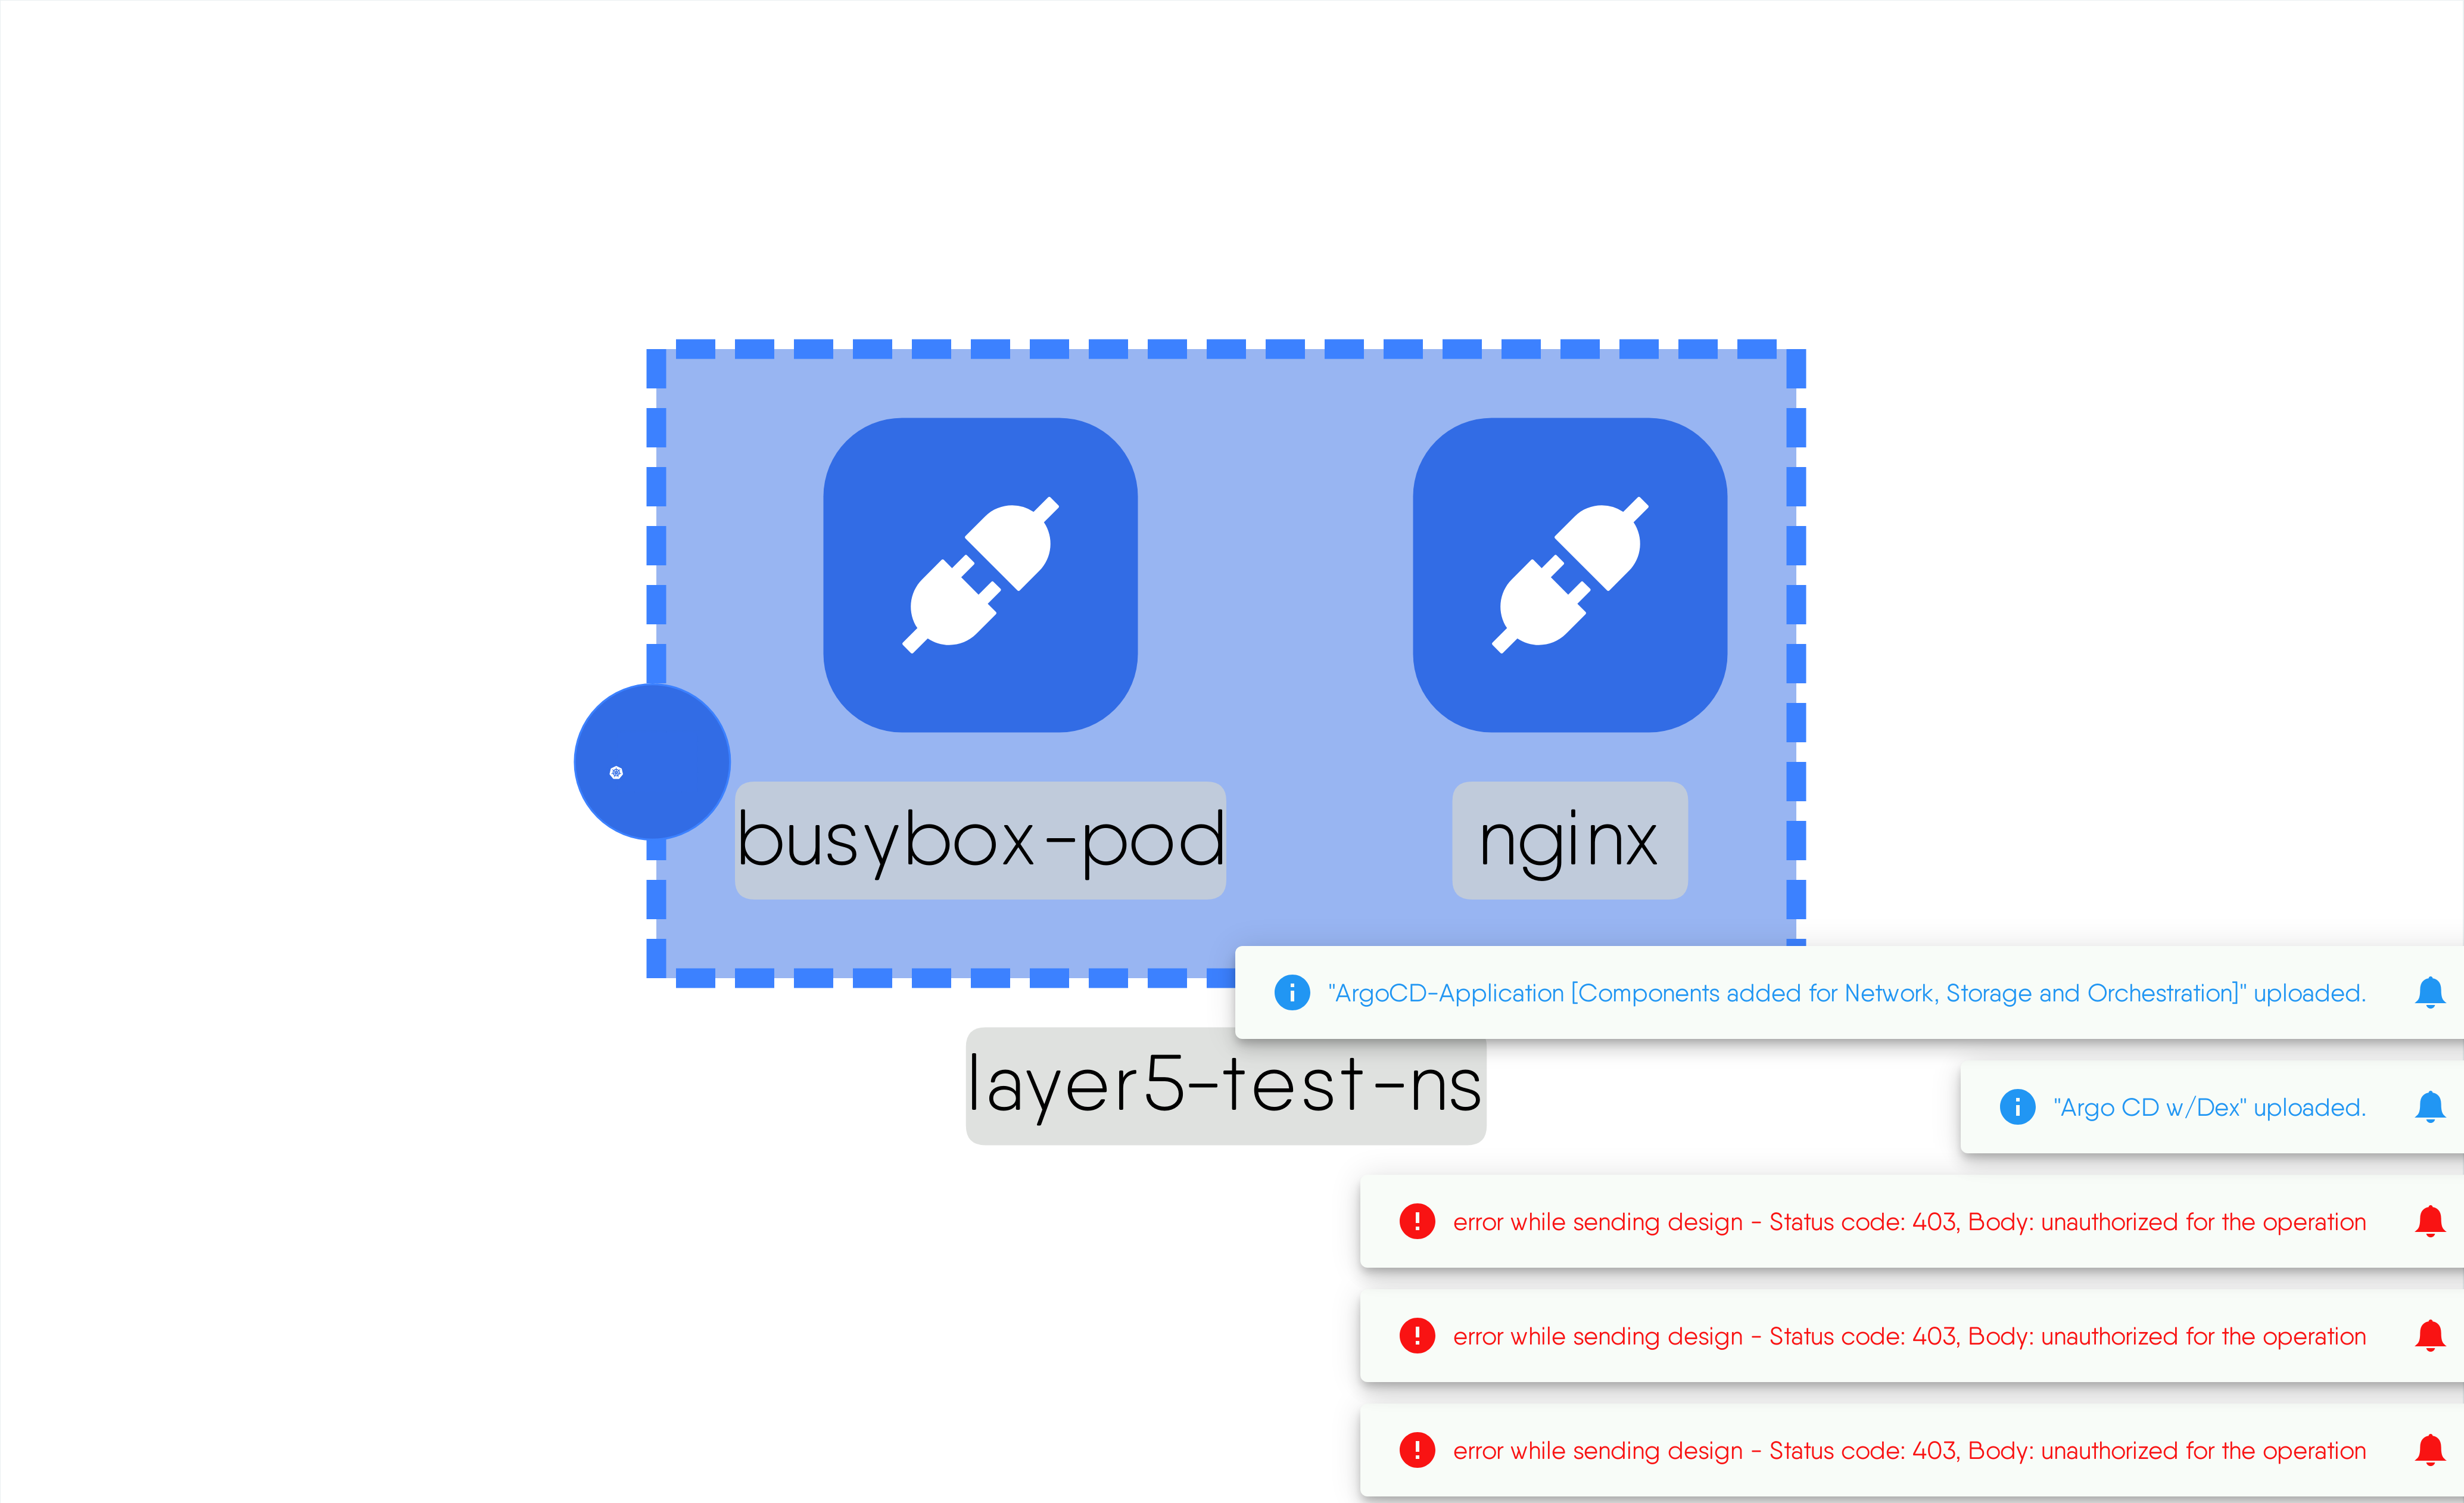 busybox-pod
nginx
"ArgoCD-Application [Components added for Network, Storage and Orchestration]" uploaded.
layer5-test-ns
"Argo CD w/Dex" uploaded.
error while sending design - Status code: 403, Body: unauthorized for the operation
error while sending design - Status code: 403, Body: unauthorized for the operation
error while sending design - Status code: 403, Body: unauthorized for the operation